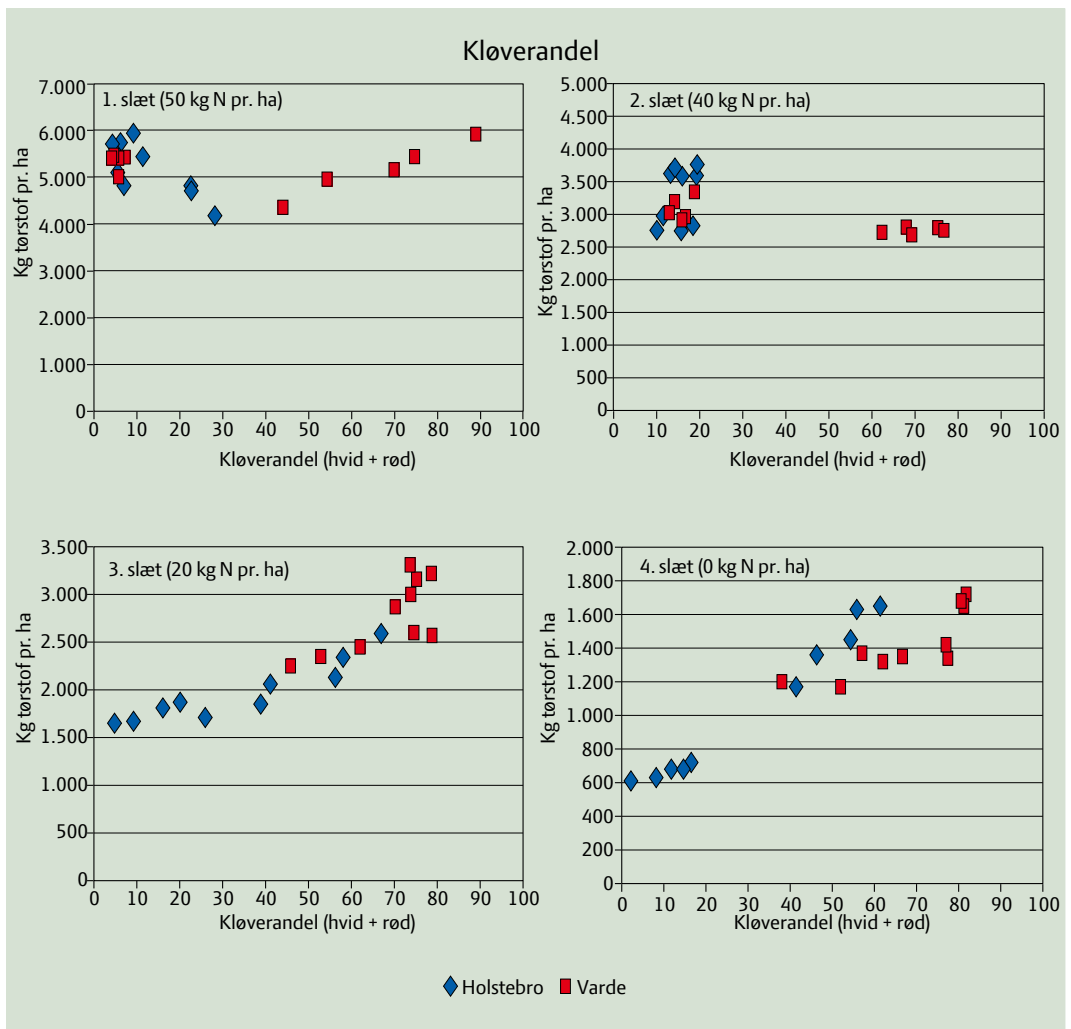 Kløverandel
1. slæt (50 kg N pr. ha)
Kg tørstof pr. ha
7.000
6.000
5.000
4.000
3.000
2.000
1.000
0
0 10 20 30 40 50 60 70 80 90 100
Kløverandel (hvid + rød)
2. slæt (40 kg N pr. ha)
Kg tørstof pr. ha
5.000
4.500
4.000
3.500
3.000
2.500
2.000
1.500
1.000
500
0
0 10 20 30 40 50 60 70 80 90 100
Kløverandel (hvid + rød)
3. slæt (20 kg N pr. ha)
Kg tørstof pr. ha
3.500
3.000
2.500
2.000
1.500
1.000
500
0
0 10 20 30 40 50 60 70 80 90 100
Kløverandel (hvid + rød)
4. slæt (0 kg N pr. ha)
Kg tørstof pr. ha
2.000
1.800
1.600
1.400
1.200
1.000
800
600
400
200
0
0 10 20 30 40 50 60 70 80 90 100
Kløverandel (hvid + rød)
Holstebro Varde